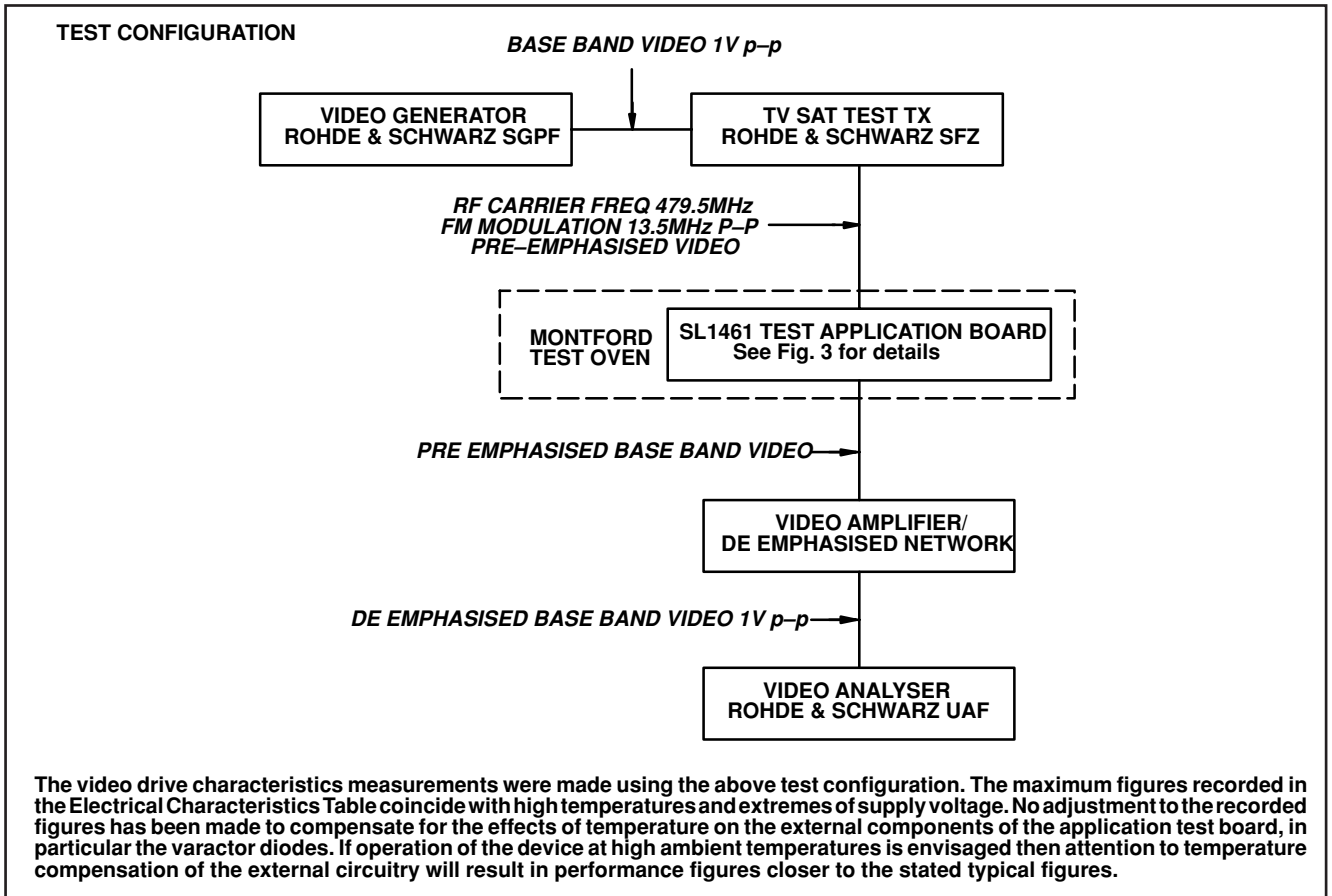 TEST CONFIGURATION
BASE BAND VIDEO 1V p–p
VIDEO GENERATOR
ROHDE & SCHWARZ SGPF
TV SAT TEST TX
ROHDE & SCHWARZ SFZ
RF CARRIER FREQ 479.5MHz
FM MODULATION 13.5MHz P–P
PRE–EMPHASISED VIDEO
MONTFORD
TEST OVEN
SL1461 TEST APPLICATION BOARD
See Fig. 3 for details
PRE EMPHASISED BASE BAND VIDEO
VIDEO AMPLIFIER/
DE EMPHASISED NETWORK
DE EMPHASISED BASE BAND VIDEO 1V p–p
VIDEO ANALYSER
ROHDE & SCHWARZ UAF
The video drive characteristics measurements were made using the above test configuration. The maximum figures recorded in
the Electrical Characteristics Table coincide with high temperatures and extremes of supply voltage. No adjustment to the recorded
figures has been made to compensate for the effects of temperature on the external components of the application test board, in
particular the varactor diodes. If operation of the device at high ambient temperatures is envisaged then attention to temperature
compensation of the external circuitry will result in performance figures closer to the stated typical figures.